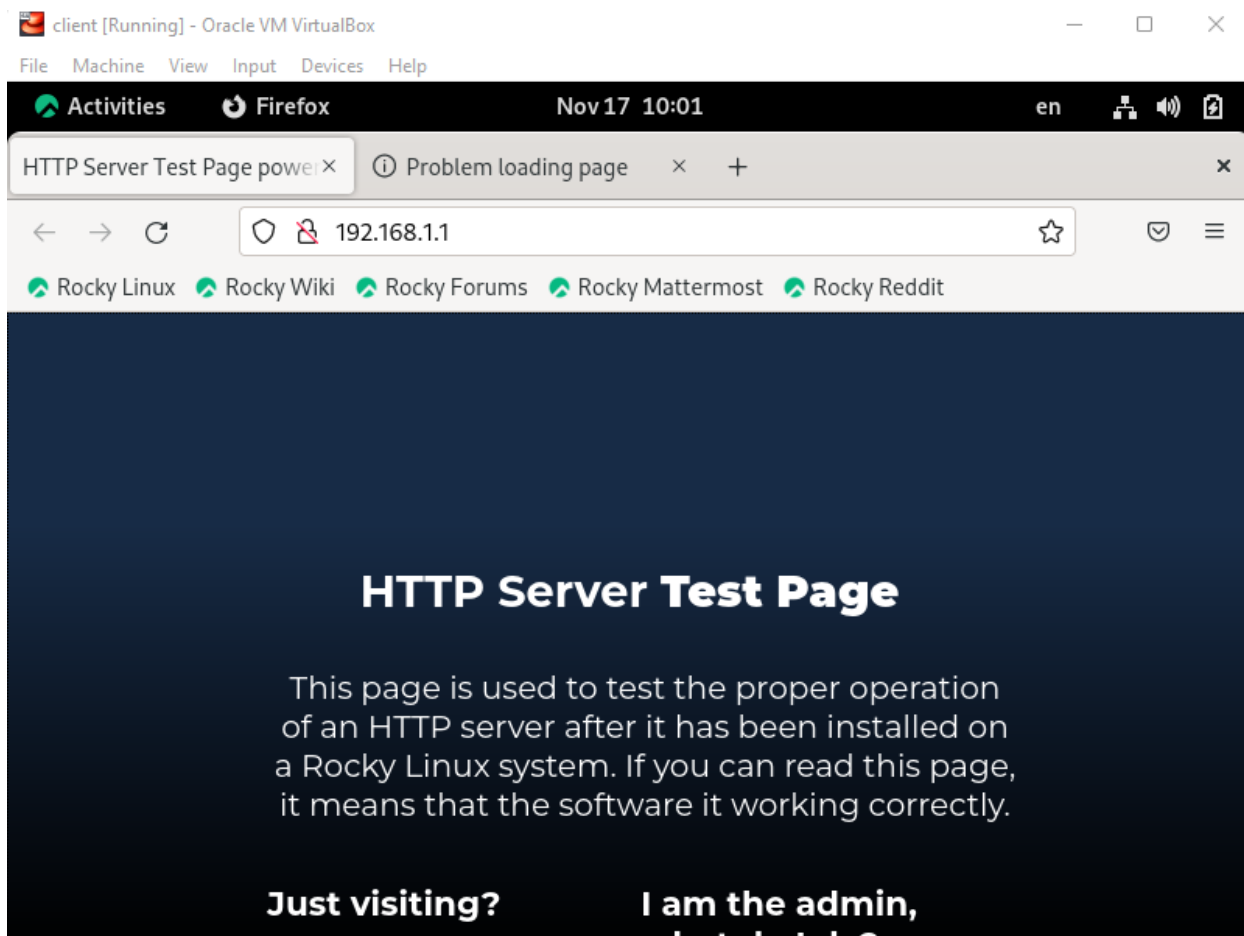 client [Running] - Oracle VM VirtualBox
File Machine View Input Devices Help
Activities Firefox Nov 17 10:01 en
HTTP Server Test Page power Problem loading page
192.168.1.1
Rocky Linux Rocky Wiki Rocky Forums Rocky Mattermost Rocky Reddit
HTTP Server Test Page
This page is used to test the proper operation
of an HTTP server after it has been installed on
a Rocky Linux system. If you can read this page,
it means that the software it working correctly.
Just visiting? I am the admin,